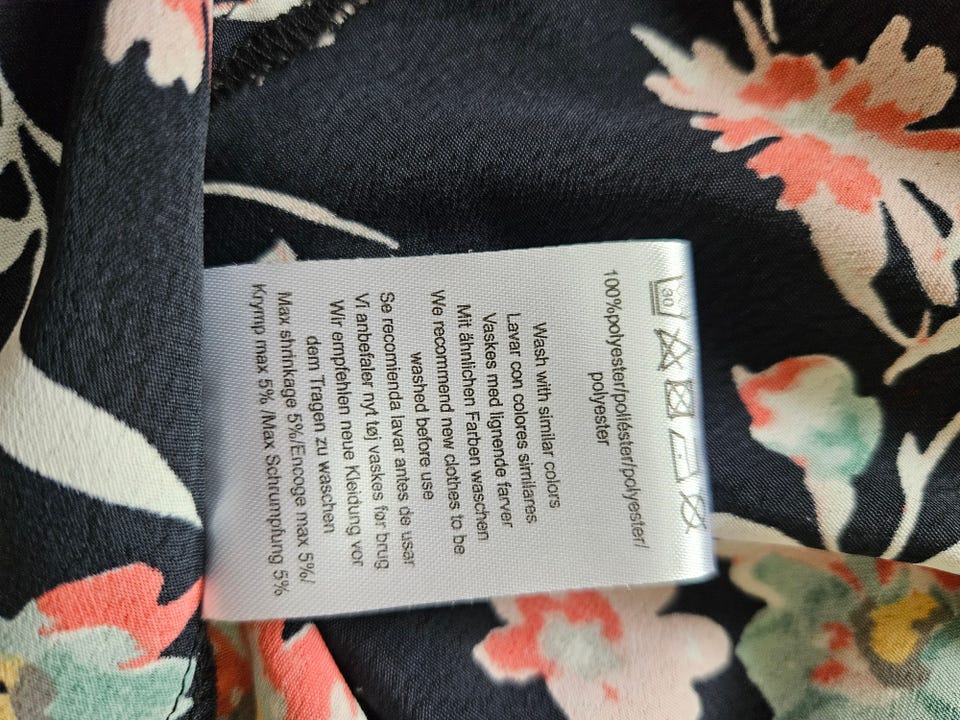 30
100%polyester/poliéster/polyester/
polyester
Wash with similar colors
Lavar con colores similares
Vaskes med lignende farver
Mit ähnlichen Farben waschen
We recommend new clothes to be
washed before use
Se recomienda lavar antes de usar
Vi anbefaler nyt tøj vaskes før brug
Wir empfehlen neue Kleidung vor
dem Tragen zu waschen
Max shrinkage 5%/Encoge max 5%/
Krymp max 5% /Max Schrumpfung 5%